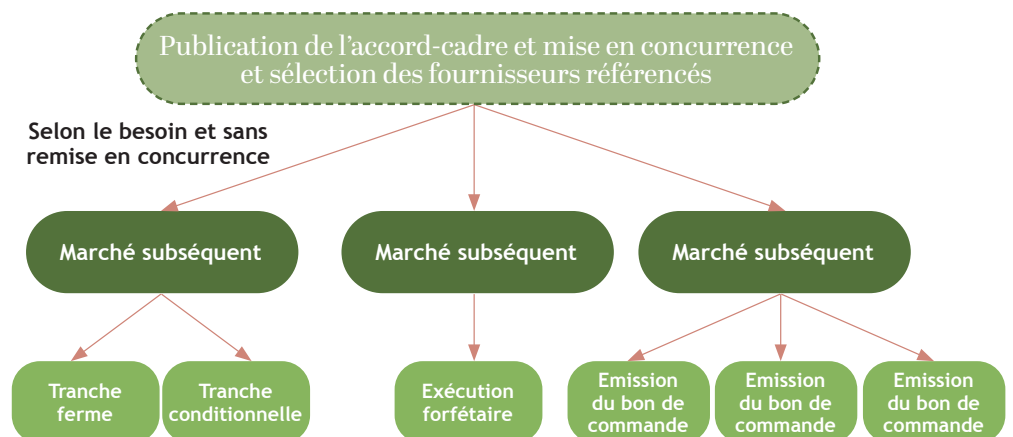 Publication de l’accord-cadre et mise en concurrence
et sélection des fournisseurs référencés
Selon le besoin et sans
remise en concurrence
Marché subséquent
Marché subséquent
Marché subséquent
Tranche
ferme
Tranche
conditionnelle
Exécution
forfétaire
Emission
du bon de
commande
Emission
du bon de
commande
Emission
du bon de
commande